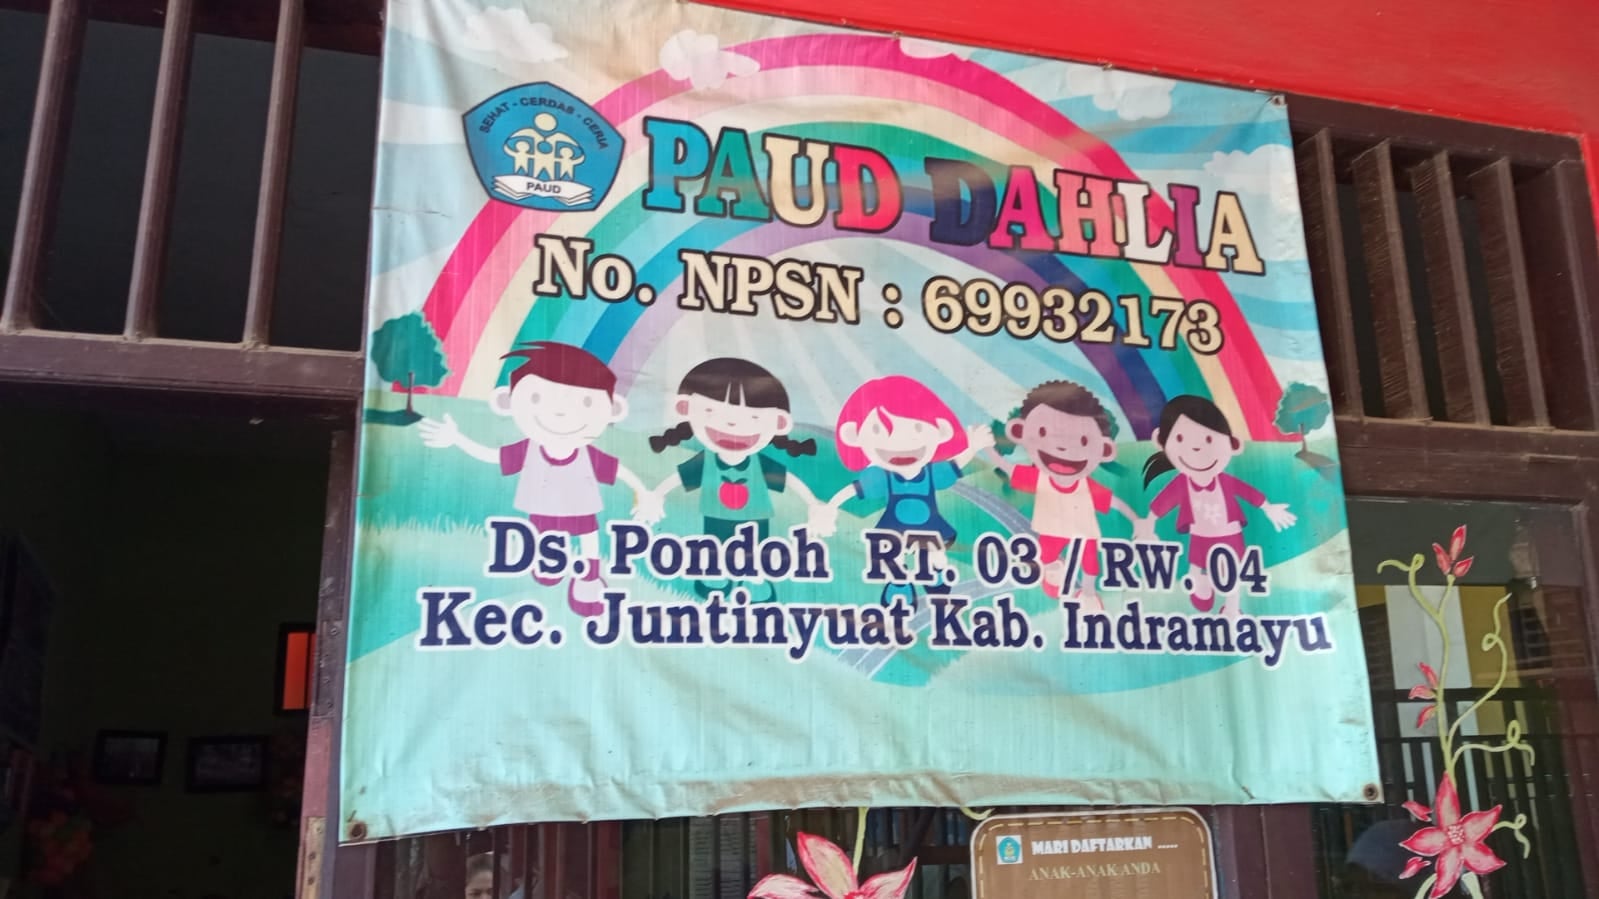 SEHAT - CERDAS - CERIA
PAUD
PAUD DAHLIA
No. NPSN : 69932173
Ds. Pondoh RT. 03 / RW. 04
Kec. Juntinyuat Kab. Indramayu
MARI DAFTARKAN .....
ANAK-ANAK ANDA